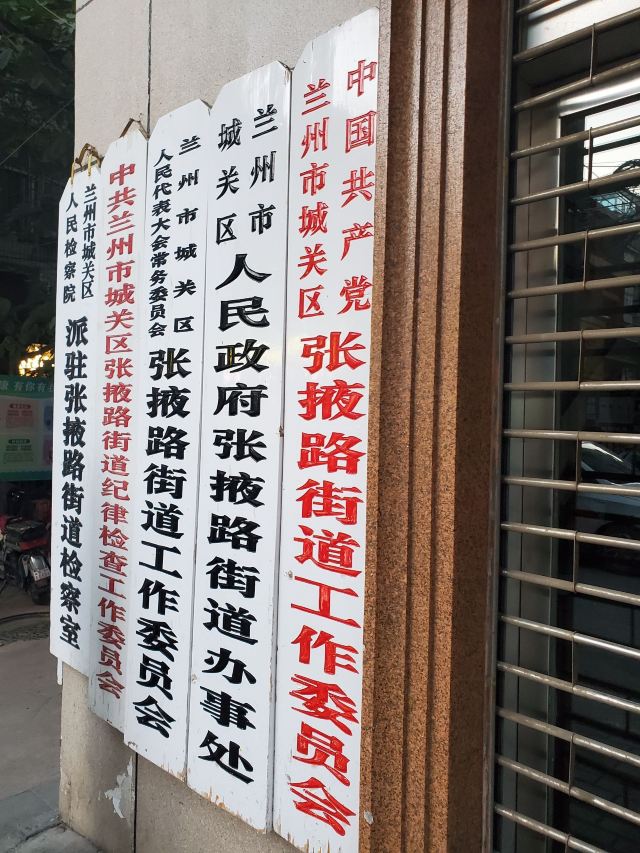 中国共产党
兰州市城关区
张掖路街道工作委员会
兰州市
城关区
人民政府张掖路街道办事处
兰州市城关区
人民代表大会常务委员会
张掖路街道工作委员会
中共兰州市城关区张掖路街道纪律检查工作委员会
兰州市城关区
人民检察院
派驻张掖路街道检察室
康 有你有